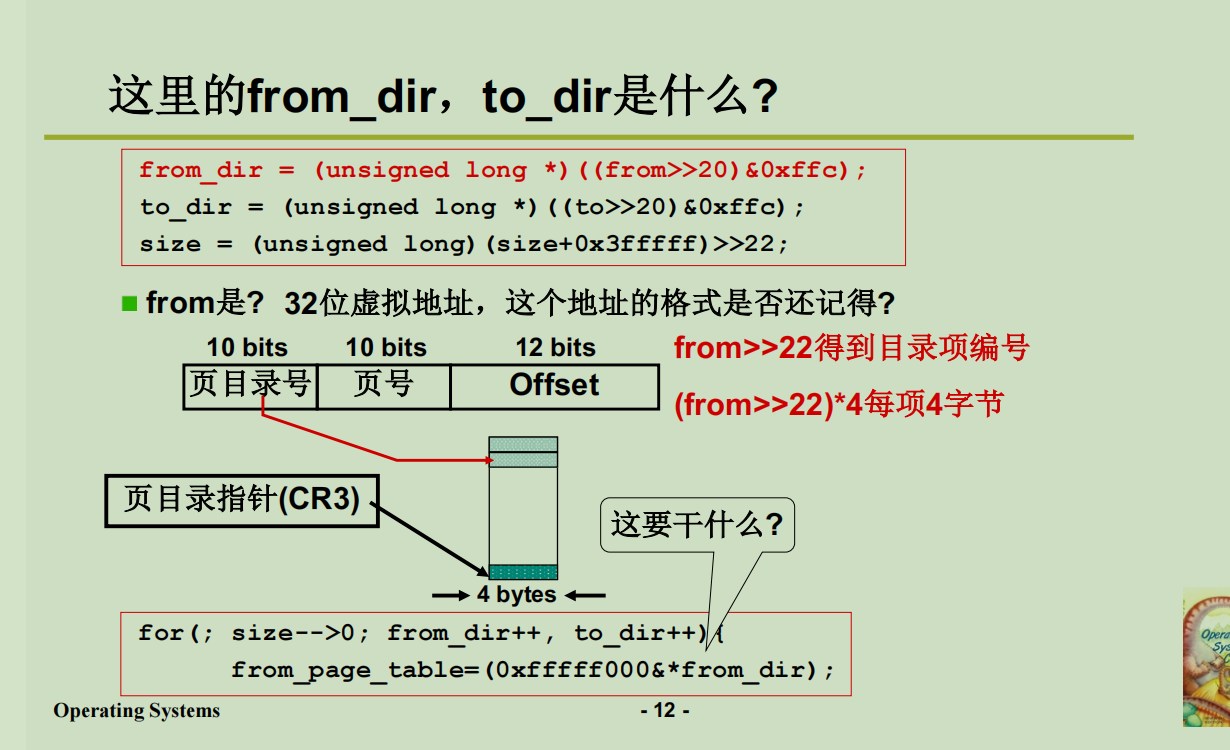 这里的from_dir，to_dir是什么?
from_dir = (unsigned long *)((from>>20)&0xffc);
to_dir = (unsigned long *)((to>>20)&0xffc);
size = (unsigned long)(size+0x3fffff)>>22;
from是? 32位虚拟地址，这个地址的格式是否还记得?
10 bits 10 bits 12 bits
from>>22得到目录项编号
页目录号 页号 Offset
(from>>22)*4每项4字节
页目录指针(CR3)
这要干什么?
4 bytes
for(; size-->0; from_dir++, to_dir++){
from_page_table=(0xfffff000&*from_dir);
Operating Systems
- 12 -